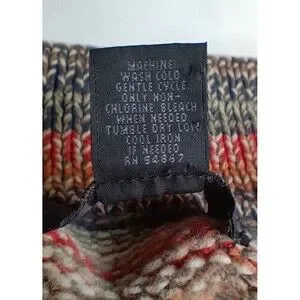 MACHINE
WASH COLD
GENTLE CYCLE
ONLY NON-
CHLORINE BLEACH
WHEN NEEDED
TUMBLE DRY LOW
COOL IRON
IF NEEDED
RN 54867